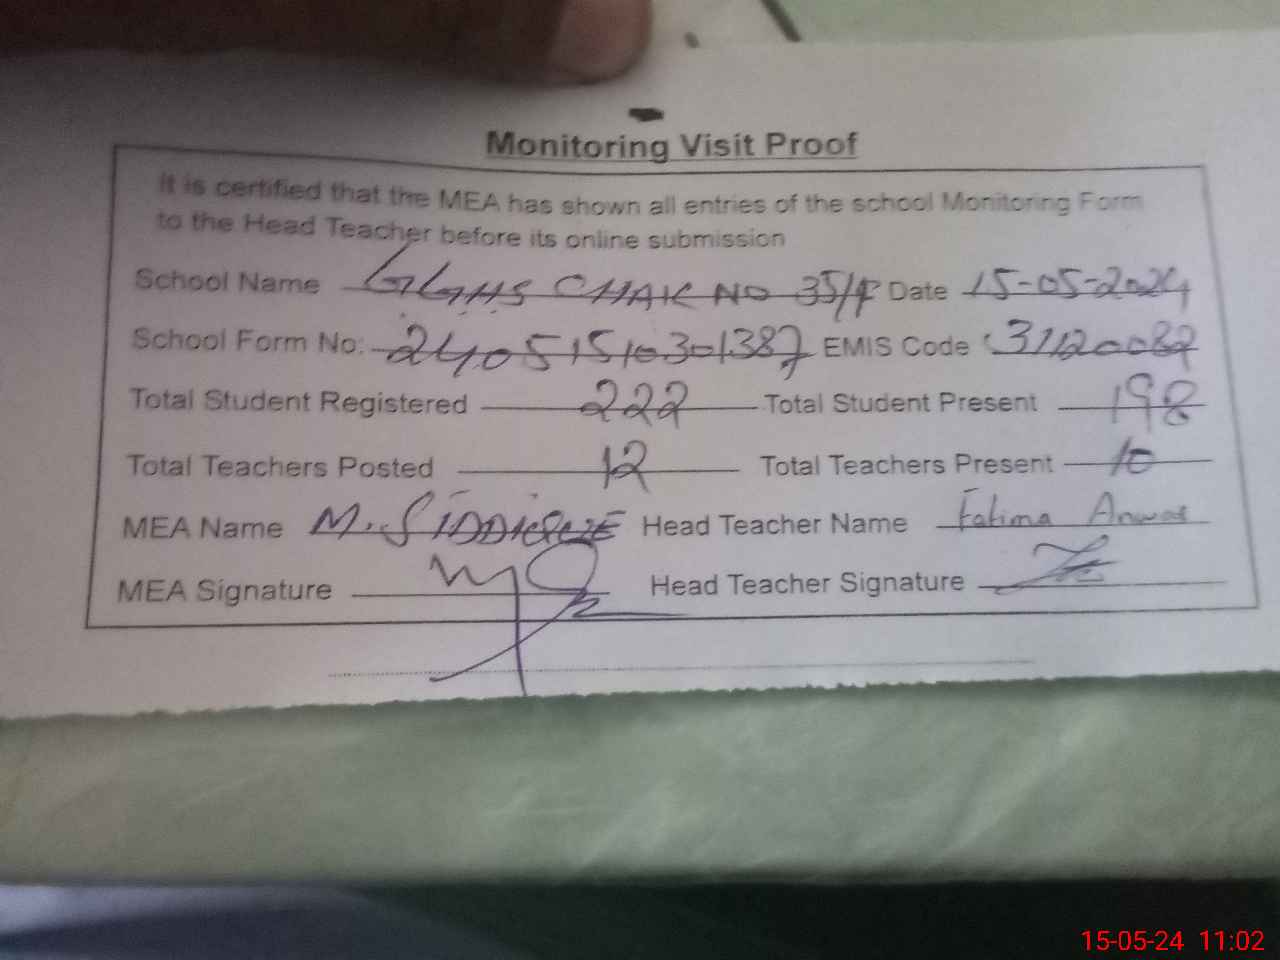 Monitoring Visit Proof
It is certified that the MEA has shown all entries of the school Monitoring Form
to the Head Teacher before its online submission
School Name GGHS CHAK NO 35/P Date 15-05-2024
School Form No: 24051510301387 EMIS Code 31120087
Total Student Registered 222 Total Student Present 198
Total Teachers Posted 12 Total Teachers Present 10
MEA Name M. SIDDIQUE Head Teacher Name Fatima Anwar
MEA Signature Head Teacher Signature
15-05-24 11:02